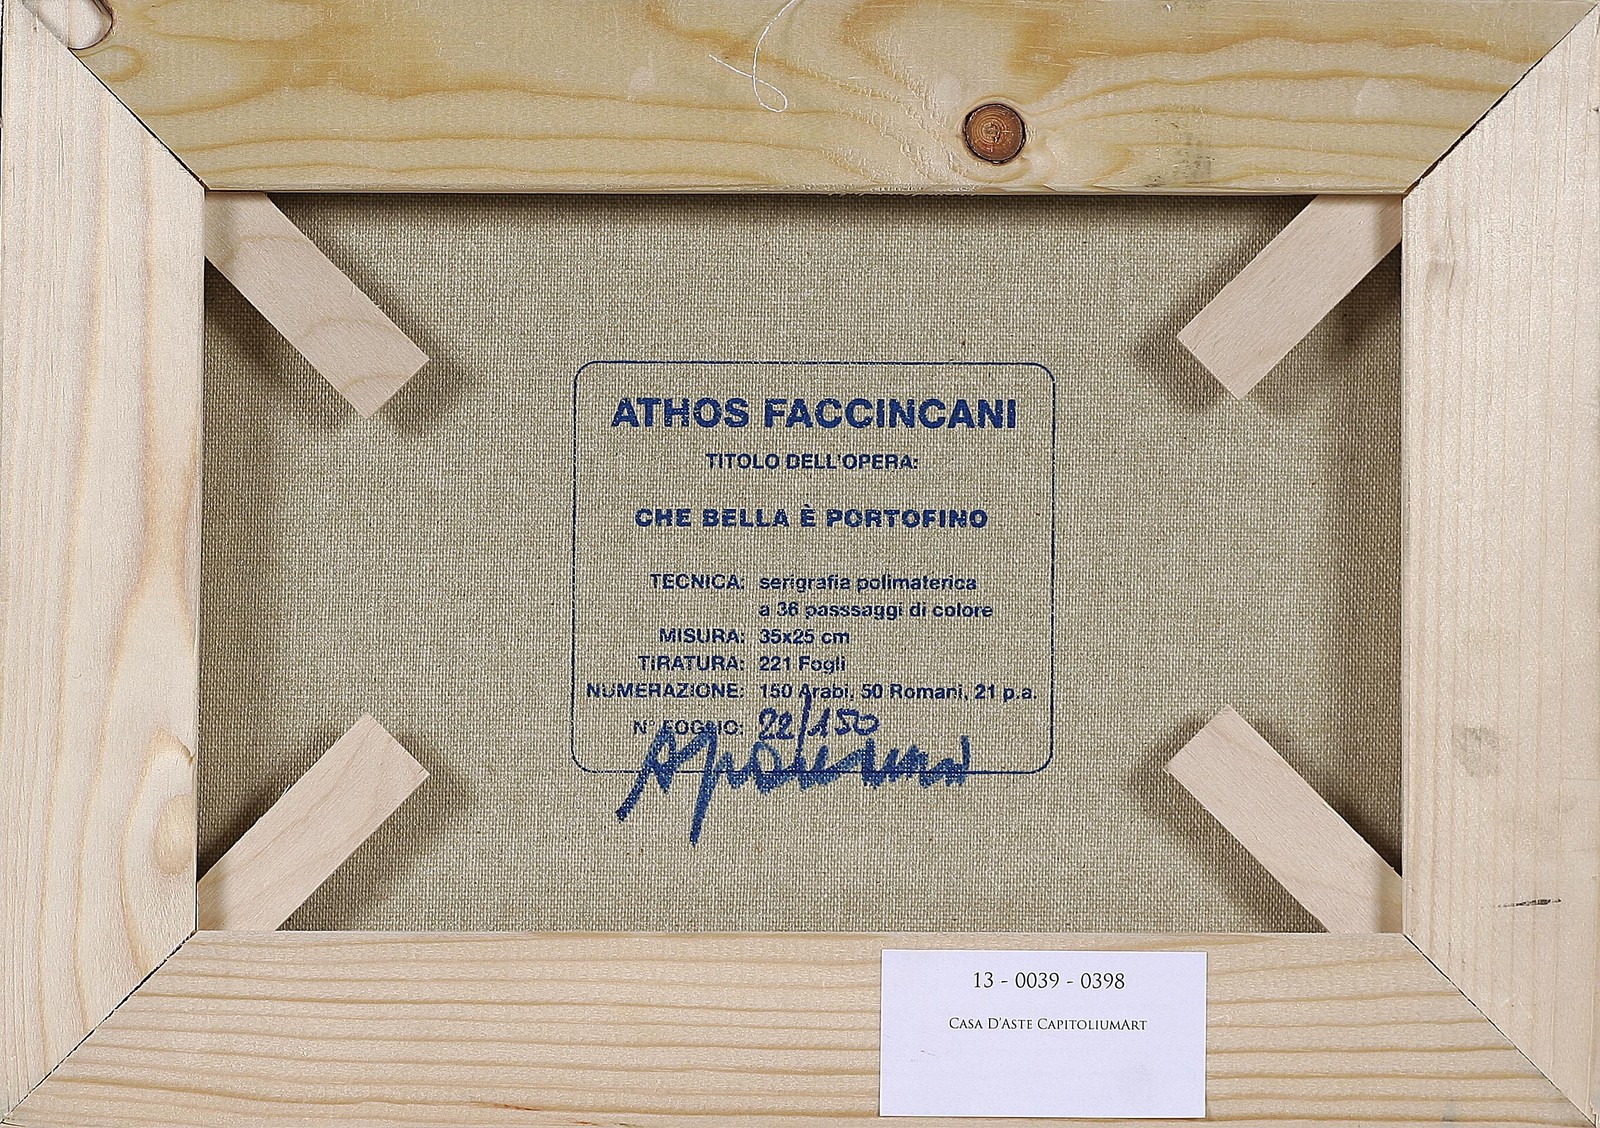 ATHOS FACCINCANI
TITOLO DELL'OPERA:
CHE BELLA È PORTOFINO
TECNICA: serigrafia polimaterica
a 36 passsaggi di colore
MISURA: 35x25 cm
TIRATURA: 221 Fogli
NUMERAZIONE: 150 Arabi, 50 Romani, 21 p.a.
N° FOGLIO: 22/150
13 - 0039 - 0398
CASA D'ASTE CAPITOLIUMART